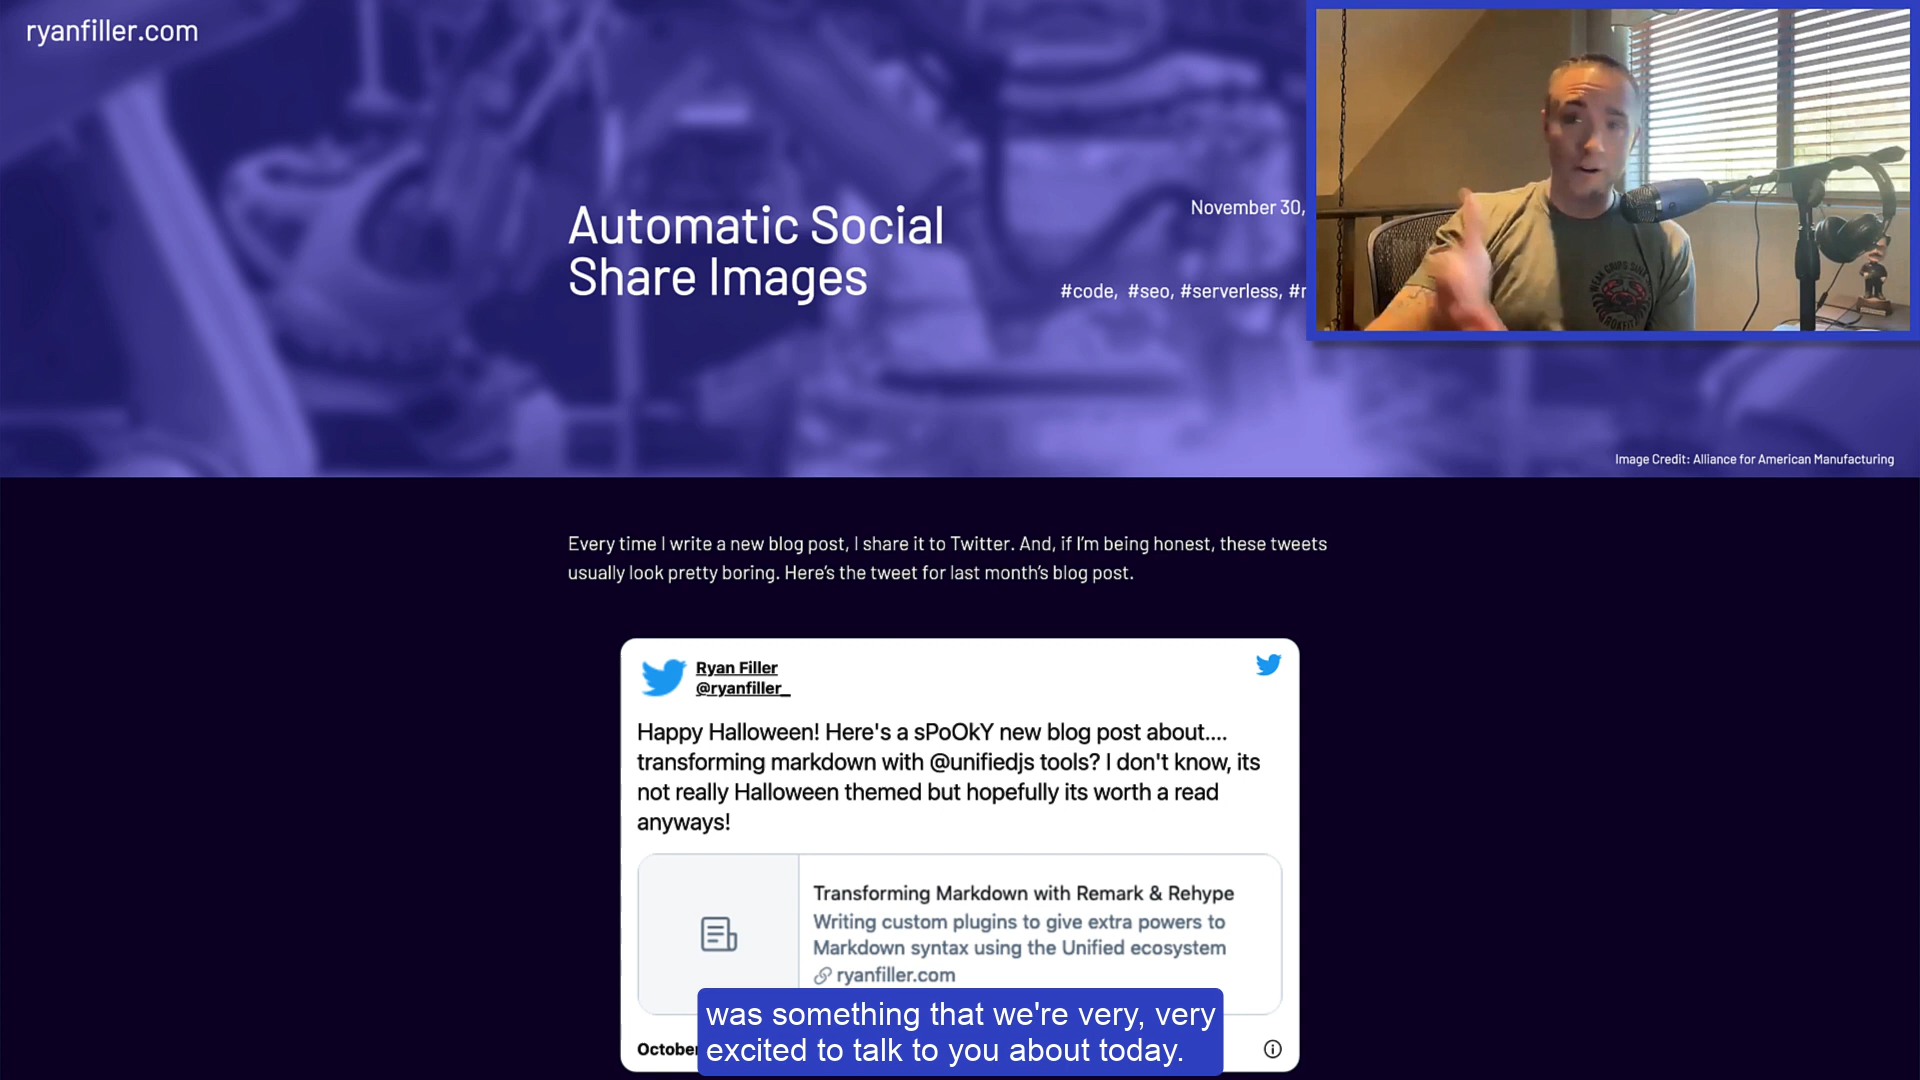 ryanfiller.com
Automatic Social
Share Images
November 30,
#code, #seo, #serverless, #r
Image Credit: Alliance for American Manufacturing
Every time I write a new blog post, I share it to Twitter. And, if I'm being honest, these tweets
usually look pretty boring. Here's the tweet for last month's blog post.
Ryan Filler
@ryanfiller_
Happy Halloween! Here's a sPoOkY new blog post about....
transforming markdown with @unifiedjs tools? I don't know, its
not really Halloween themed but hopefully its worth a read
anyways!
Transforming Markdown with Remark & Rehype
Writing custom plugins to give extra powers to
Markdown syntax using the Unified ecosystem
ryanfiller.com
October
was something that we're very, very
excited to talk to you about today.